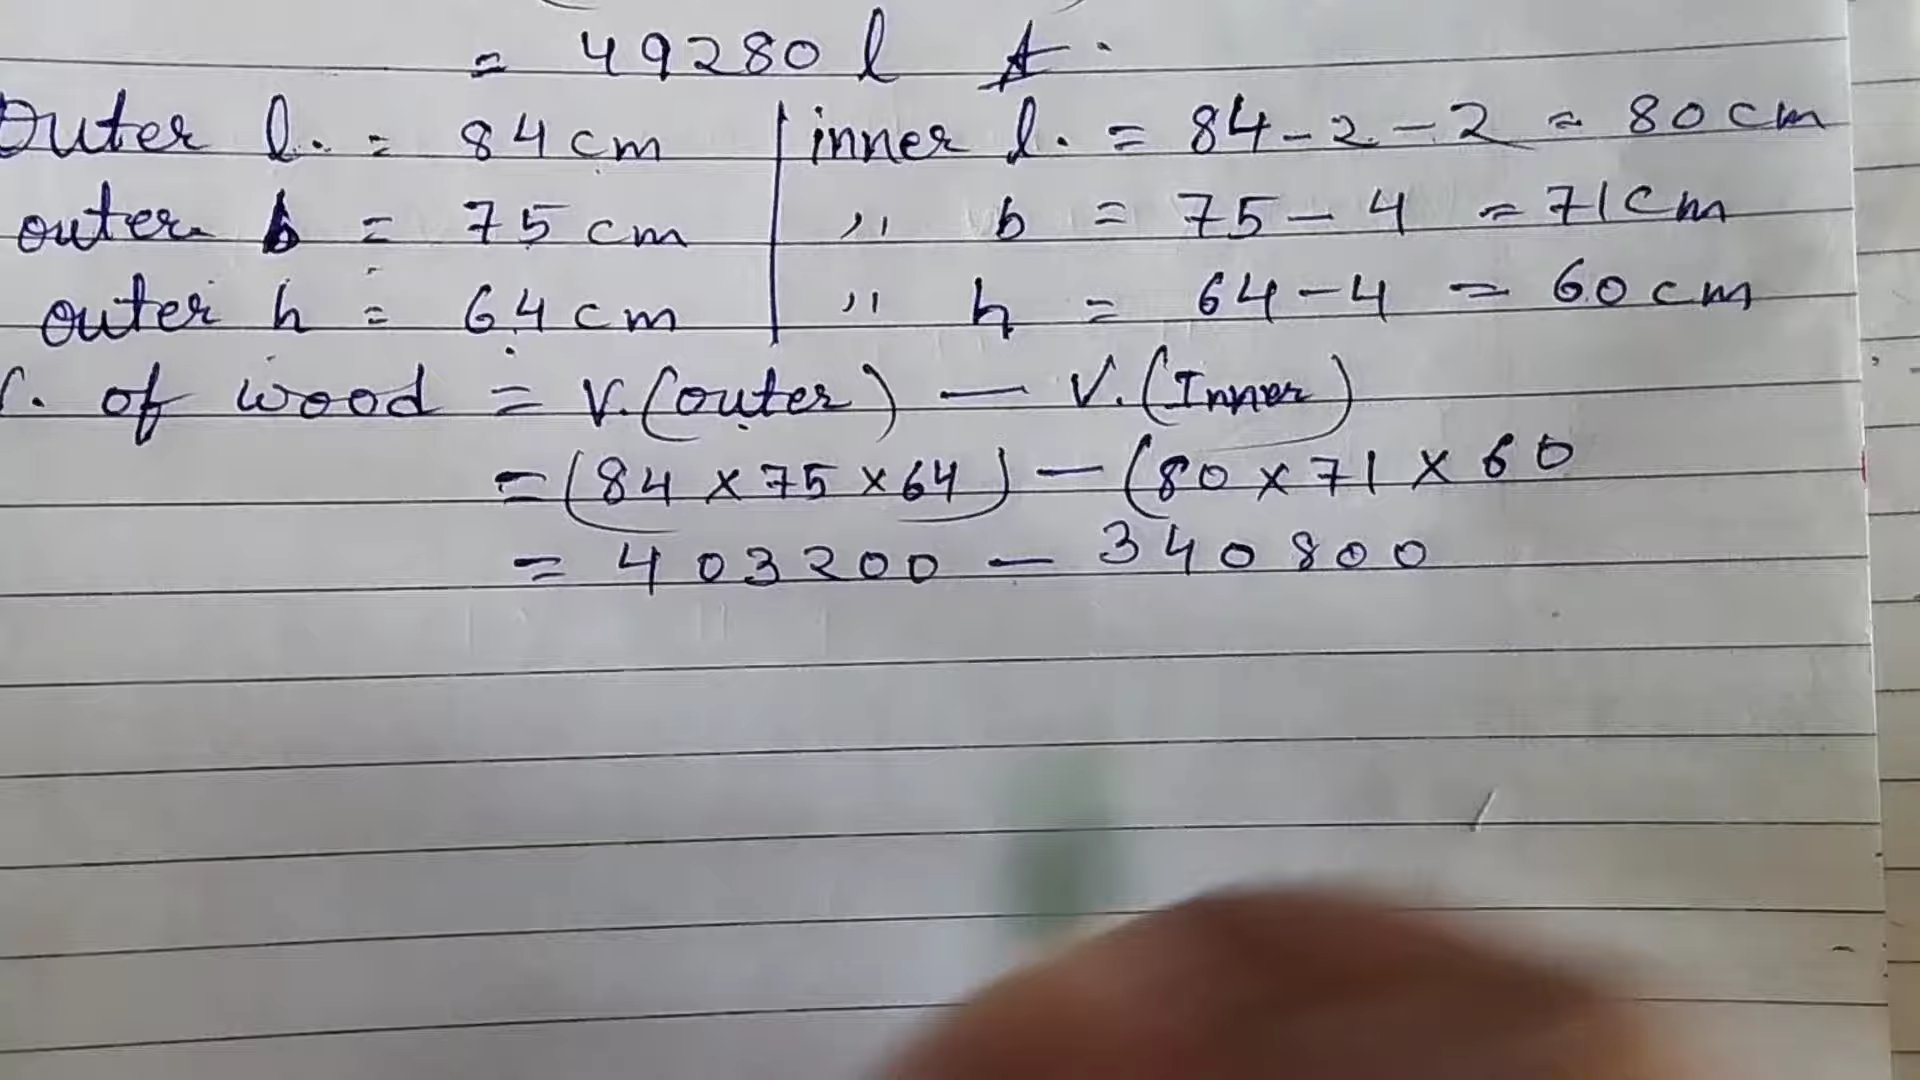 = 49280 l
Outer l. = 84 cm | inner l. = 84 - 2 - 2 = 80 cm
outer b = 75 cm | ,, b = 75 - 4 = 71 cm
outer h = 64 cm | ,, h = 64 - 4 = 60 cm
of wood = V.(outer) — V.(Inner)
= (84 × 75 × 64) — (80 × 71 × 60
= 403200 — 340800